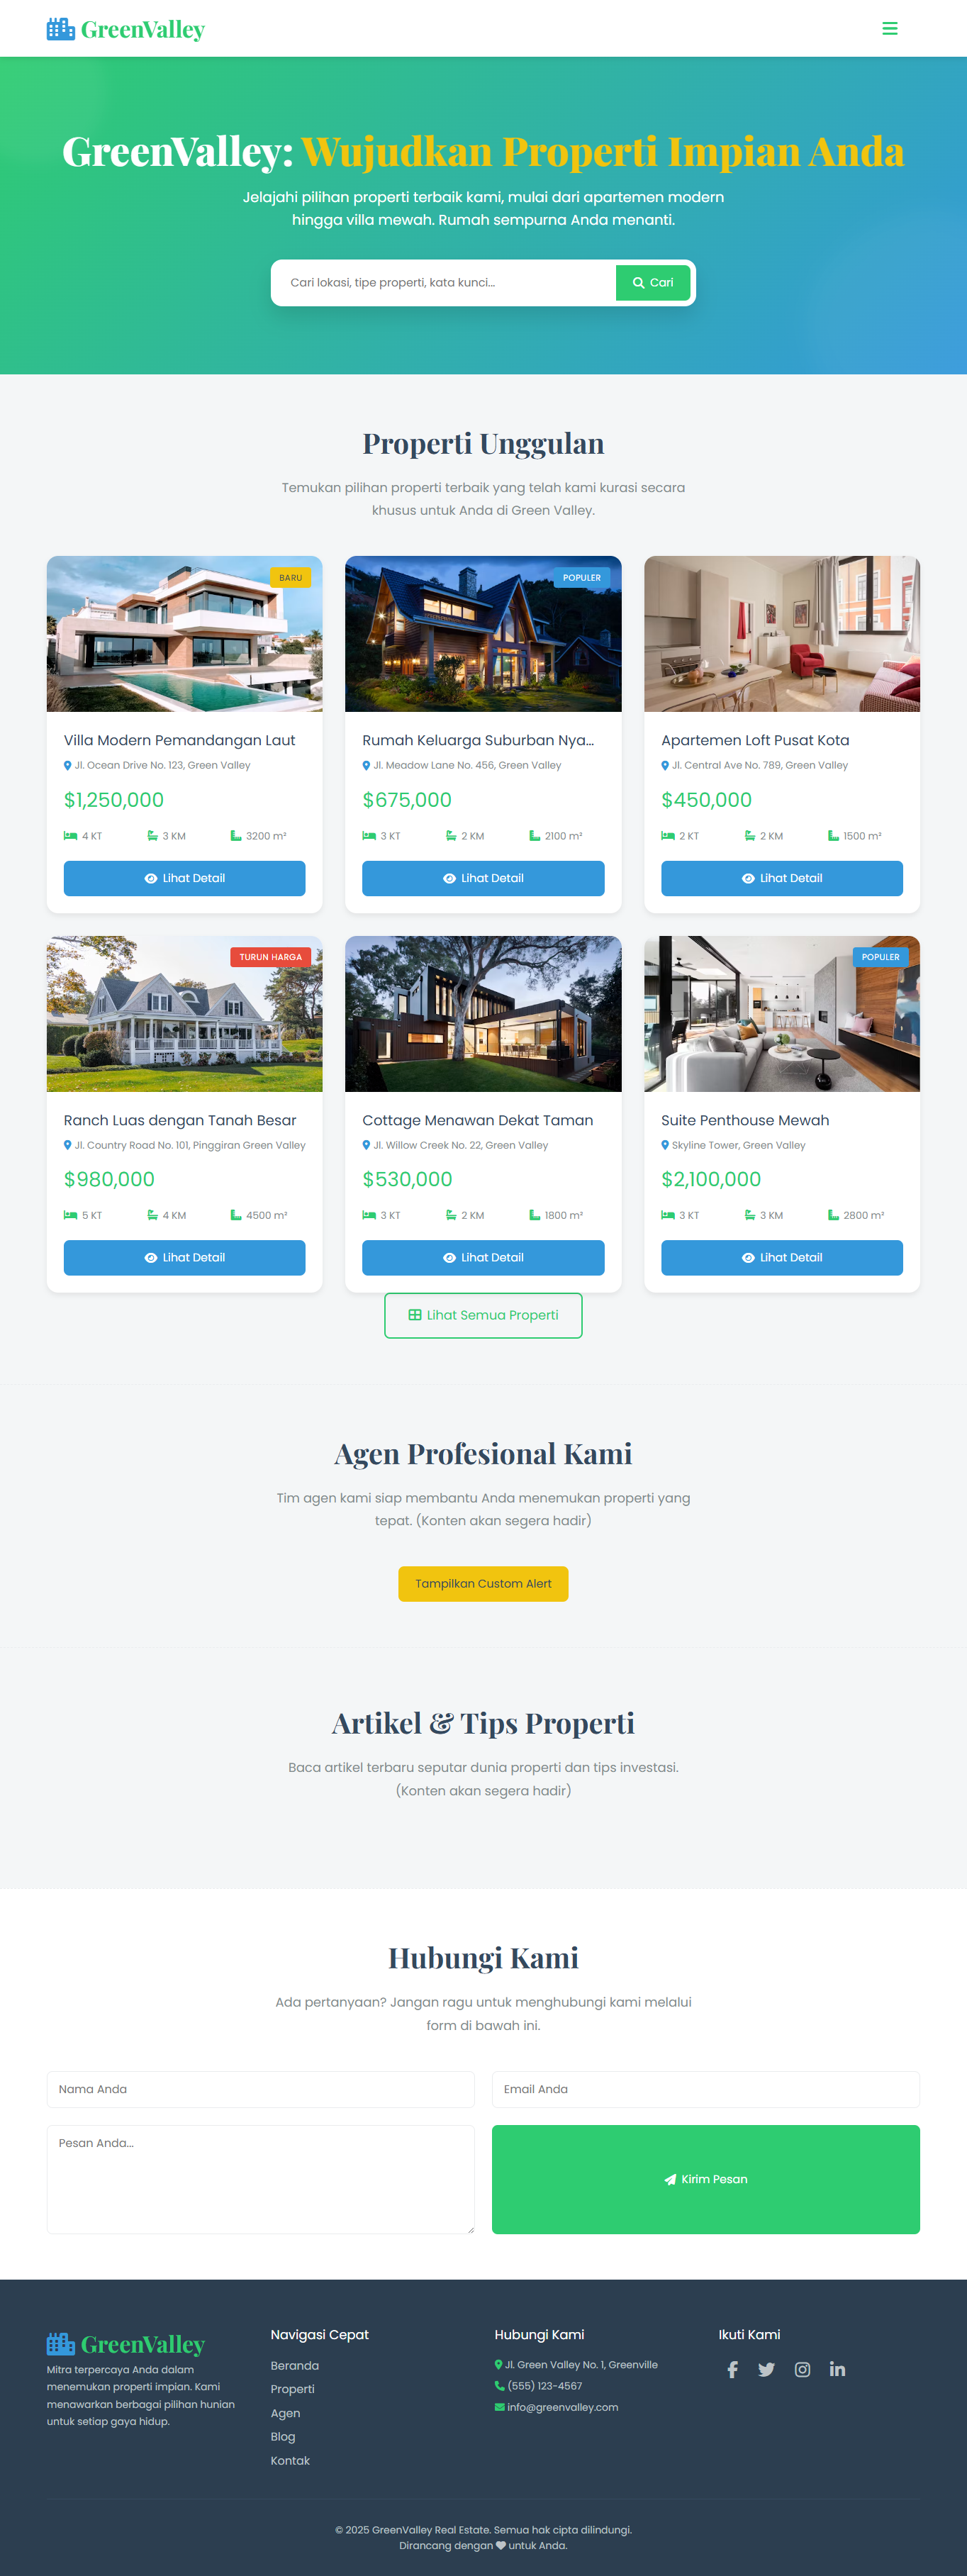 GreenValley
GreenValley: Wujudkan Properti Impian Anda
Jelajahi pilihan properti terbaik kami, mulai dari apartemen modern
hingga villa mewah. Rumah sempurna Anda menanti.
Cari lokasi, tipe properti, kata kunci...
Cari
Properti Unggulan
Temukan pilihan properti terbaik yang telah kami kurasi secara
khusus untuk Anda di Green Valley.
BARU
Villa Modern Pemandangan Laut
Jl. Ocean Drive No. 123, Green Valley
$1,250,000
4 KT 3 KM 3200 m²
Lihat Detail
POPULER
Rumah Keluarga Suburban Nya...
Jl. Meadow Lane No. 456, Green Valley
$675,000
3 KT 2 KM 2100 m²
Lihat Detail
Apartemen Loft Pusat Kota
Jl. Central Ave No. 789, Green Valley
$450,000
2 KT 2 KM 1500 m²
Lihat Detail
TURUN HARGA
Ranch Luas dengan Tanah Besar
Jl. Country Road No. 101, Pinggiran Green Valley
$980,000
5 KT 4 KM 4500 m²
Lihat Detail
Cottage Menawan Dekat Taman
Jl. Willow Creek No. 22, Green Valley
$530,000
3 KT 2 KM 1800 m²
Lihat Detail
POPULER
Suite Penthouse Mewah
Skyline Tower, Green Valley
$2,100,000
3 KT 3 KM 2800 m²
Lihat Detail
Lihat Semua Properti
Agen Profesional Kami
Tim agen kami siap membantu Anda menemukan properti yang
tepat. (Konten akan segera hadir)
Tampilkan Custom Alert
Artikel & Tips Properti
Baca artikel terbaru seputar dunia properti dan tips investasi.
(Konten akan segera hadir)
Hubungi Kami
Ada pertanyaan? Jangan ragu untuk menghubungi kami melalui
form di bawah ini.
Nama Anda
Email Anda
Pesan Anda...
Kirim Pesan
GreenValley
Mitra terpercaya Anda dalam
menemukan properti impian. Kami
menawarkan berbagai pilihan hunian
untuk setiap gaya hidup.
Navigasi Cepat
Beranda
Properti
Agen
Blog
Kontak
Hubungi Kami
Jl. Green Valley No. 1, Greenville
(555) 123-4567
info@greenvalley.com
Ikuti Kami
© 2025 GreenValley Real Estate. Semua hak cipta dilindungi.
Dirancang dengan ♥ untuk Anda.